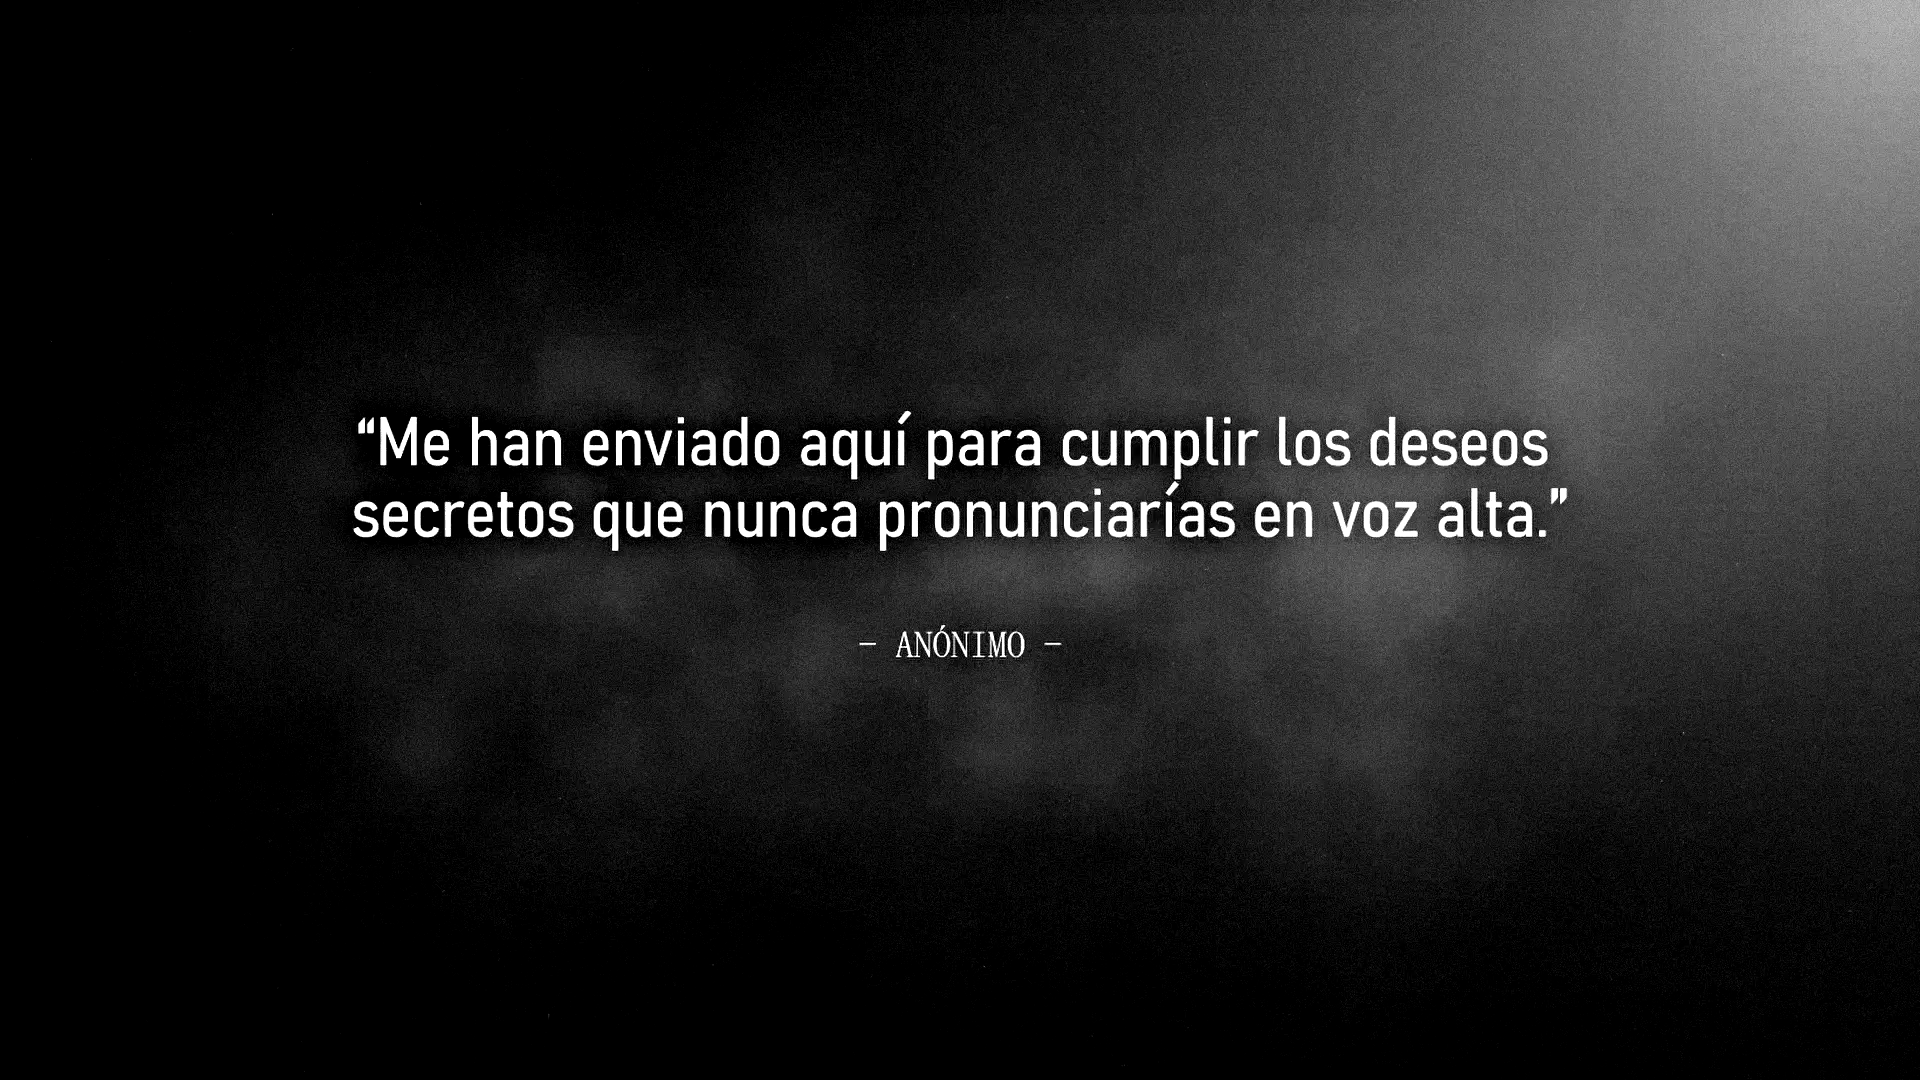 “Me han enviado aquí para cumplir los deseos
secretos que nunca pronunciarías en voz alta.”
– ANÓNIMO –